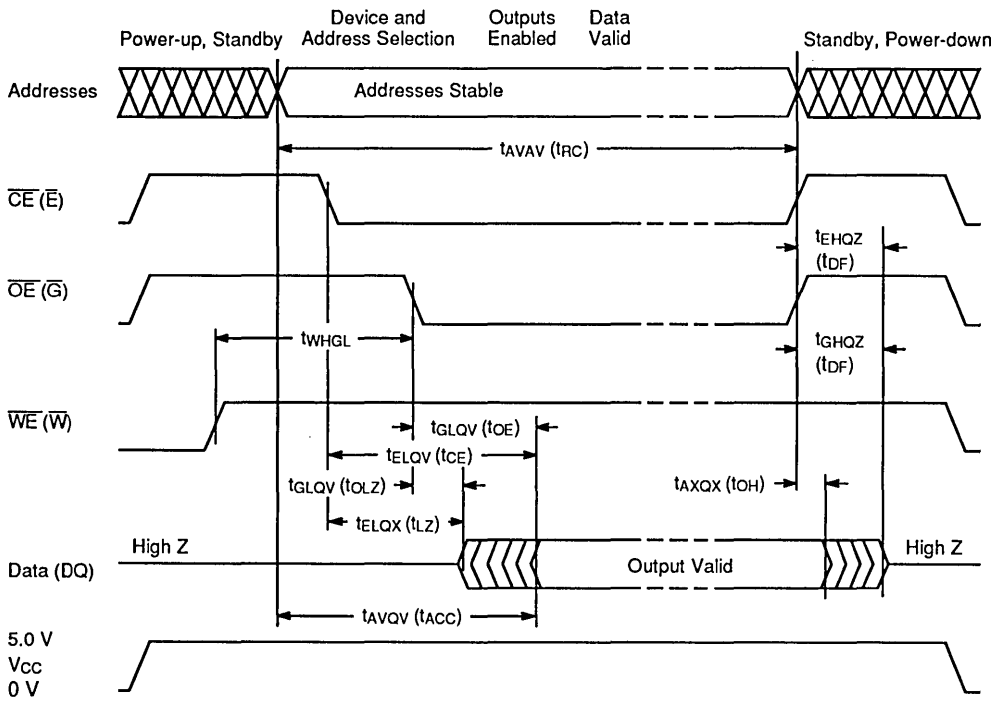 Power-up, Standby
Device and
Address Selection
Outputs
Enabled
Data
Valid
Standby, Power-down
Addresses
Addresses Stable
tAVAV (tRC)
CE (E)
tEHQZ
(tDF)
OE (G)
tWHGL
tGHQZ
(tDF)
WE (W)
tGLQV (tOE)
tELQV (tCE)
tGLQV (tOLZ)
tAXQX (tOH)
tELQX (tLZ)
High Z
High Z
Data (DQ)
Output Valid
tAVQV (tACC)
5.0 V
VCC
0 V